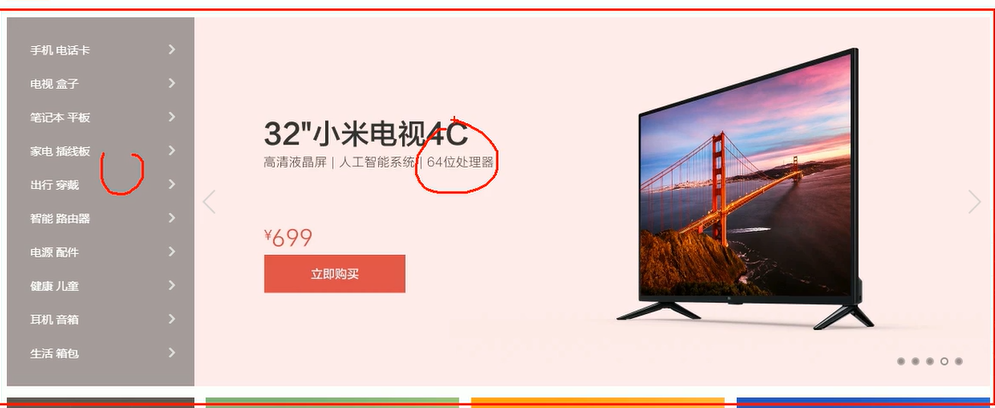 手机 电话卡
电视 盒子
笔记本 平板
家电 插线板
出行 穿戴
智能 路由器
电源 配件
健康 儿童
耳机 音箱
生活 箱包
32"小米电视4C
高清液晶屏 | 人工智能系统 | 64位处理器
¥699
立即购买